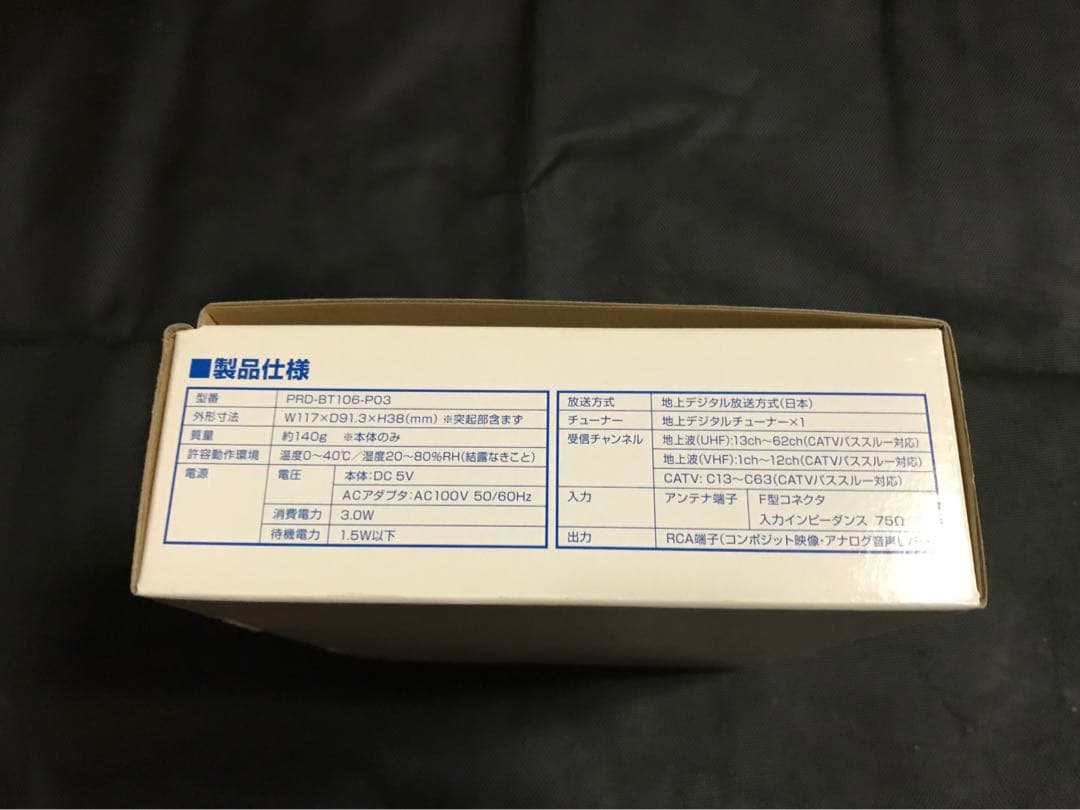 ■製品仕様
型番 PRD-BT106-P03
外形寸法 W117×D91.3×H38(mm) ※突起部含まず
質量 約140g ※本体のみ
許容動作環境 温度0〜40℃/湿度20〜80%RH(結露なきこと)
電源 電圧 本体:DC 5V
ACアダプタ:AC100V 50/60Hz
消費電力 3.0W
待機電力 1.5W以下
放送方式 地上デジタル放送方式(日本)
チューナー 地上デジタルチューナー×1
受信チャンネル 地上波(UHF):13ch〜62ch(CATVパススルー対応)
地上波(VHF):1ch〜12ch(CATVパススルー対応)
CATV: C13〜C63(CATVパススルー対応)
入力 アンテナ端子 F型コネクタ
入力インピーダンス 75Ω
出力 RCA端子(コンポジット映像・アナログ音声L/R